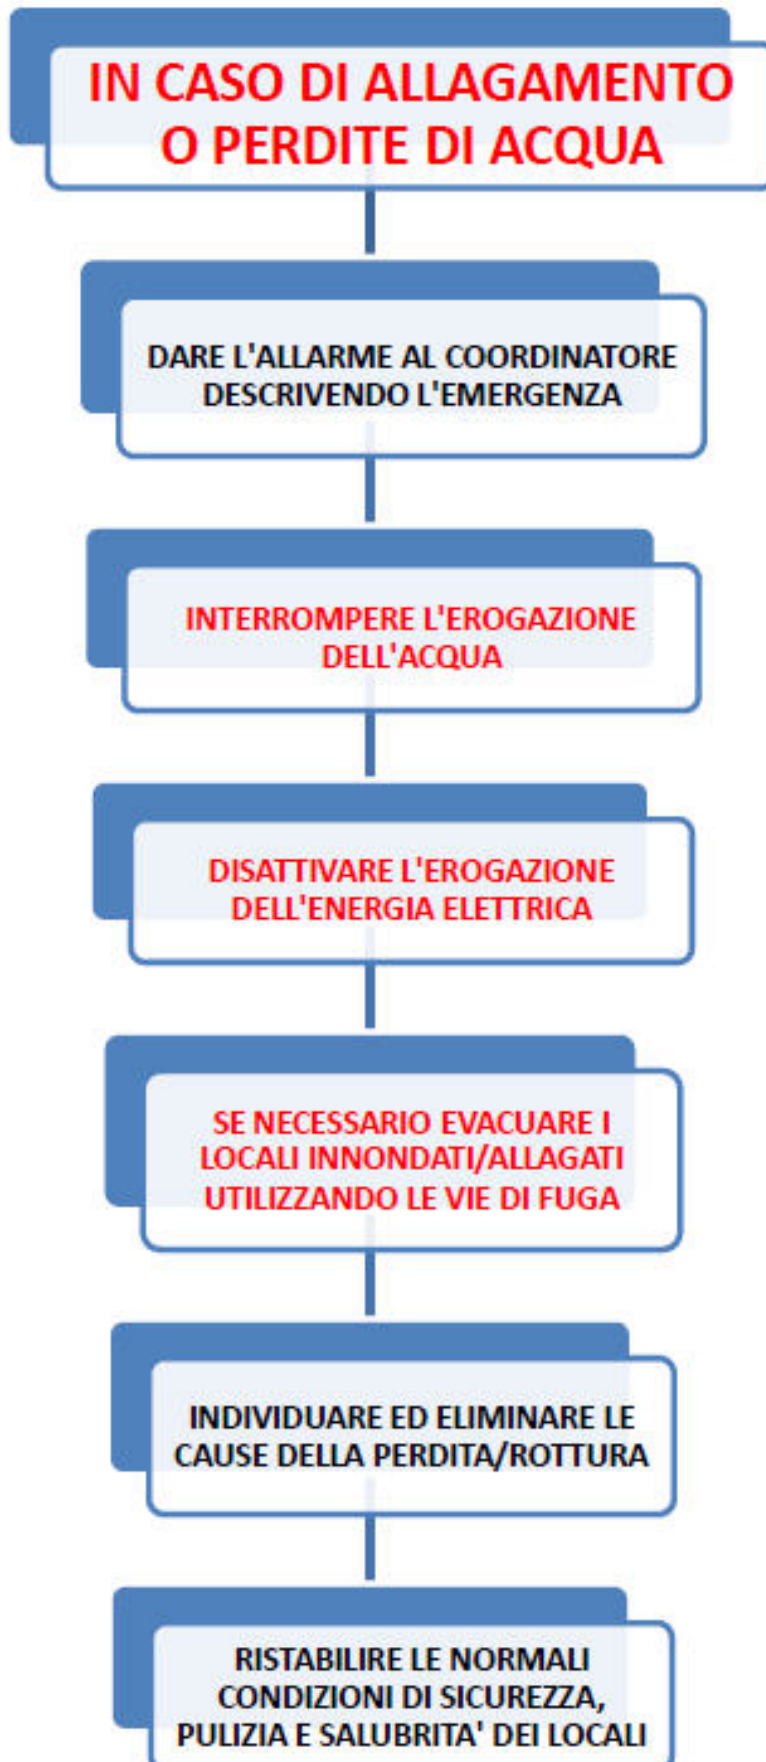 IN CASO DI ALLAGAMENTO
O PERDITE DI ACQUA
DARE L'ALLARME AL COORDINATORE
DESCRIVENDO L'EMERGENZA
INTERROMPERE L'EROGAZIONE
DELL'ACQUA
DISATTIVARE L'EROGAZIONE
DELL'ENERGIA ELETTRICA
SE NECESSARIO EVACUARE I
LOCALI INNONDATI/ALLAGATI
UTILIZZANDO LE VIE DI FUGA
INDIVIDUARE ED ELIMINARE LE
CAUSE DELLA PERDITA/ROTTURA
RISTABILIRE LE NORMALI
CONDIZIONI DI SICUREZZA,
PULIZIA E SALUBRITA' DEI LOCALI